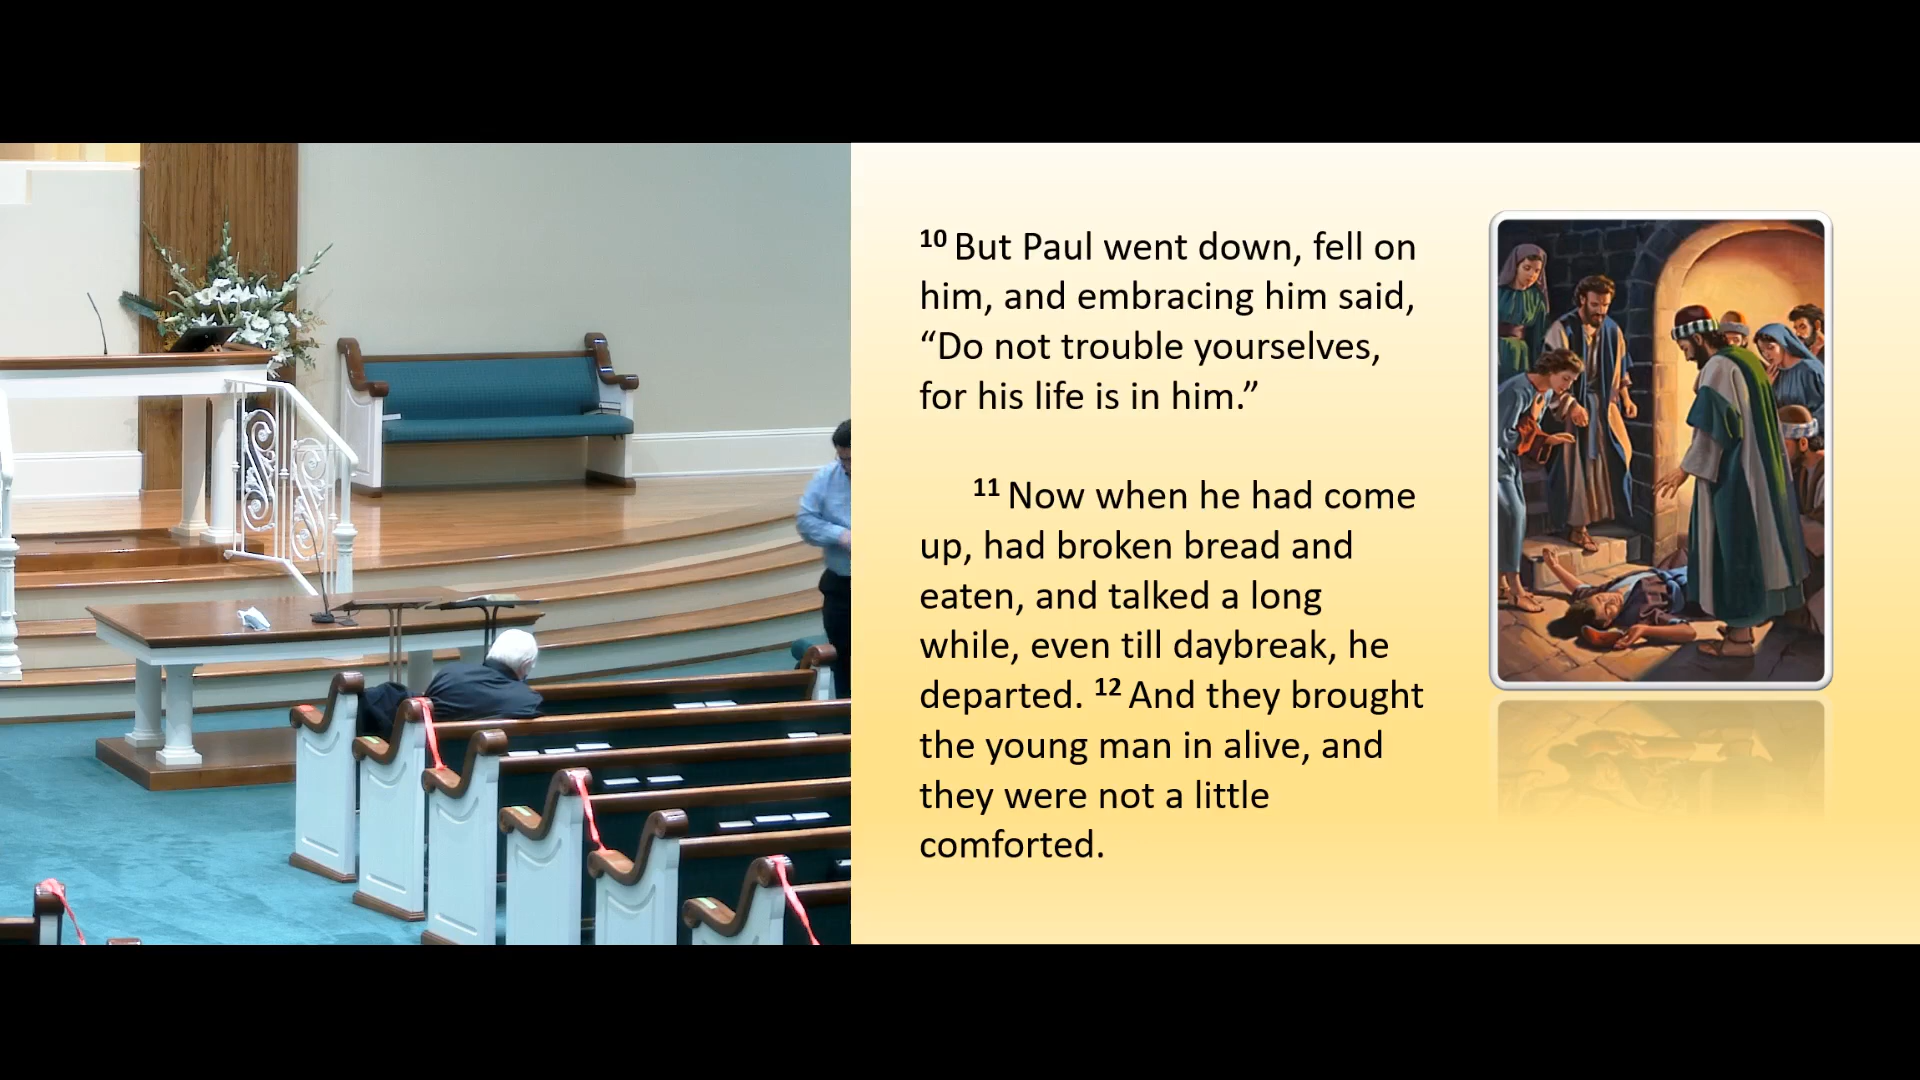 10 But Paul went down, fell on
him, and embracing him said,
“Do not trouble yourselves,
for his life is in him.”
11 Now when he had come
up, had broken bread and
eaten, and talked a long
while, even till daybreak, he
departed. 12 And they brought
the young man in alive, and
they were not a little
comforted.